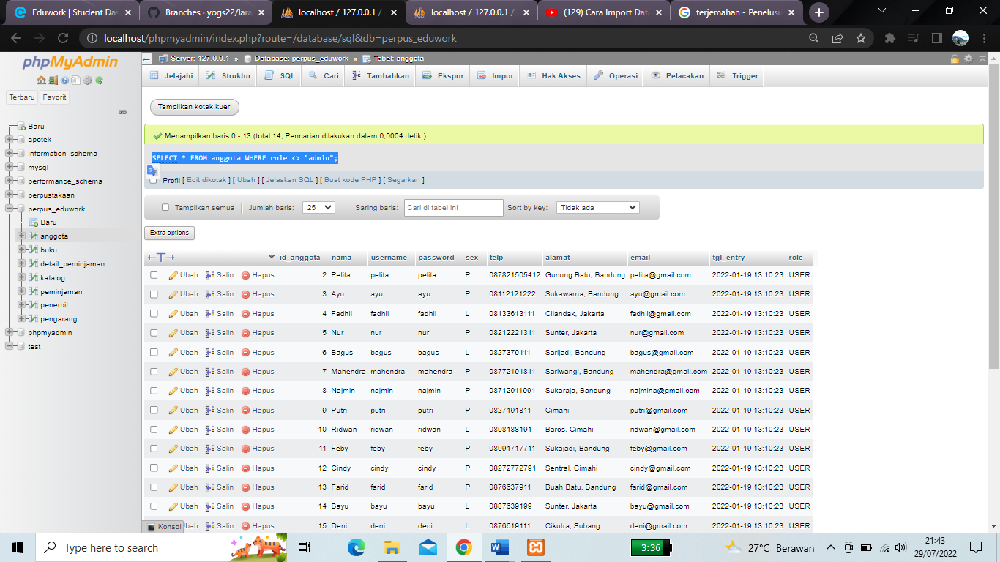 Eduwork | Student Das
Branches · yogs22/lara
localhost / 127.0.0.1 /
localhost / 127.0.0.1 /
(129) Cara Import Dat
terjemahan - Penelusu
localhost/phpmyadmin/index.php?route=/database/sql&db=perpus_eduwork
phpMyAdmin
Terbaru Favorit
Baru
apotek
information_schema
mysql
performance_schema
perpustakaan
perpus_eduwork
Baru
anggota
buku
detail_peminjaman
katalog
peminjaman
penerbit
pengarang
phpmyadmin
test
Server: 127.0.0.1 » Database: perpus_eduwork » Tabel: anggota
Jelajahi Struktur SQL Cari Tambahkan Ekspor Impor Hak Akses Operasi Pelacakan Trigger
Tampilkan kotak kueri
Menampilkan baris 0 - 13 (total 14, Pencarian dilakukan dalam 0,0004 detik.)
SELECT * FROM anggota WHERE role <> "admin";
Profil [ Edit dikotak ] [ Ubah ] [ Jelaskan SQL ] [ Buat kode PHP ] [ Segarkan ]
Tampilkan semua Jumlah baris: 25 Saring baris: Cari di tabel ini Sort by key: Tidak ada
Extra options
id_anggota nama username password sex telp alamat email tgl_entry role
Ubah Salin Hapus 2 Pelita pelita pelita P 087821505412 Gunung Batu, Bandung pelita@gmail.com 2022-01-19 13:10:23 USER
Ubah Salin Hapus 3 Ayu ayu ayu P 08112121222 Sukawarna, Bandung ayu@gmail.com 2022-01-19 13:10:23 USER
Ubah Salin Hapus 4 Fadhli fadhli fadhli L 08133613111 Cilandak, Jakarta fadhli@gmail.com 2022-01-19 13:10:23 USER
Ubah Salin Hapus 5 Nur nur nur P 08212221311 Sunter, Jakarta nur@gmail.com 2022-01-19 13:10:23 USER
Ubah Salin Hapus 6 Bagus bagus bagus L 0827379111 Sarijadi, Bandung bagus@gmail.com 2022-01-19 13:10:23 USER
Ubah Salin Hapus 7 Mahendra mahendra mahendra P 08772191811 Sariwangi, Bandung mahendra@gmail.com 2022-01-19 13:10:23 USER
Ubah Salin Hapus 8 Najmin najmin najmin P 08712911991 Sukaraja, Bandung najmina@gmail.com 2022-01-19 13:10:23 USER
Ubah Salin Hapus 9 Putri putri putri P 0827191811 Cimahi putri@gmail.com 2022-01-19 13:10:23 USER
Ubah Salin Hapus 10 Ridwan ridwan ridwan L 0898188191 Baros, Cimahi ridwan@gmail.com 2022-01-19 13:10:23 USER
Ubah Salin Hapus 11 Feby feby feby P 08991717711 Sukajadi, Bandung feby@gmail.com 2022-01-19 13:10:23 USER
Ubah Salin Hapus 12 Cindy cindy cindy P 08272772791 Sentral, Cimahi cindy@gmail.com 2022-01-19 13:10:23 USER
Ubah Salin Hapus 13 Farid farid farid P 0876637911 Buah Batu, Bandung farid@gmail.com 2022-01-19 13:10:23 USER
Ubah Salin Hapus 14 Bayu bayu bayu L 0887639199 Sunter, Jakarta bayu@gmail.com 2022-01-19 13:10:23 USER
Konsol Ubah Salin Hapus 15 Deni deni deni L 0876619111 Cikutra, Subang deni@gmail.com 2022-01-19 13:10:23 USER
Type here to search
3:36
27°C Berawan
21:43
29/07/2022